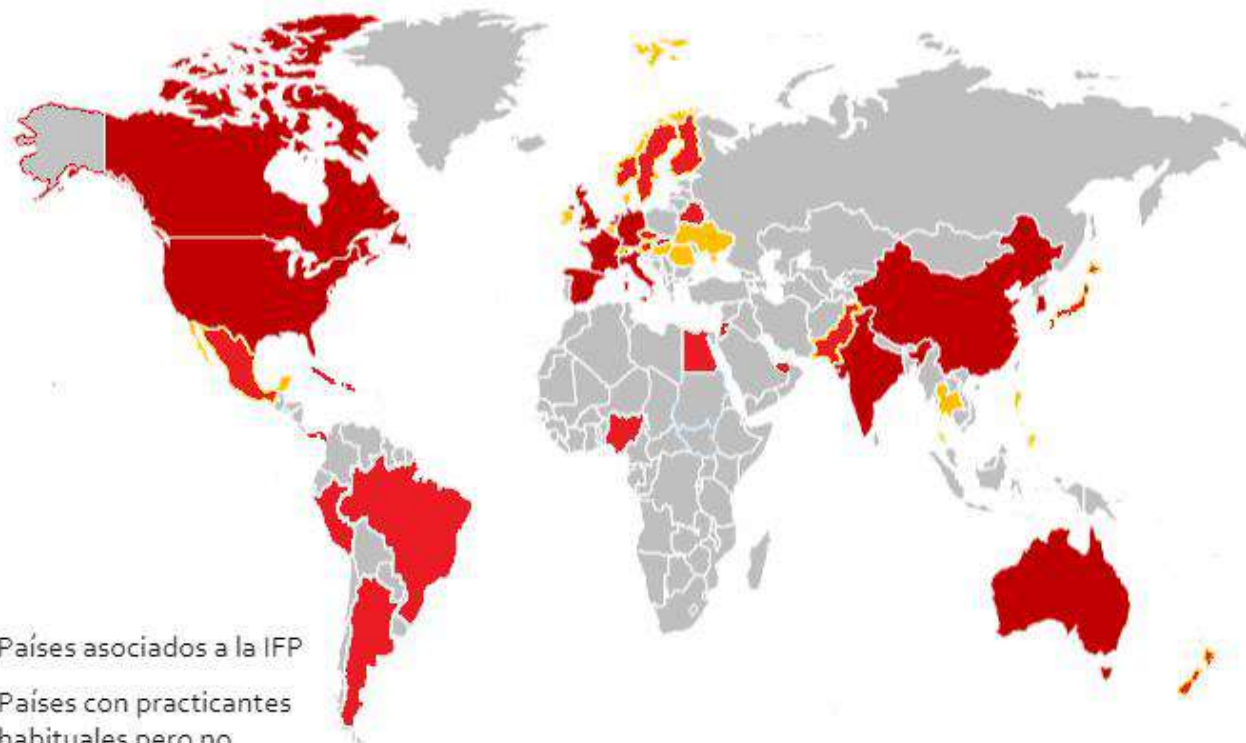 Países asociados a la IFP
Países con practicantes
habituales pero no